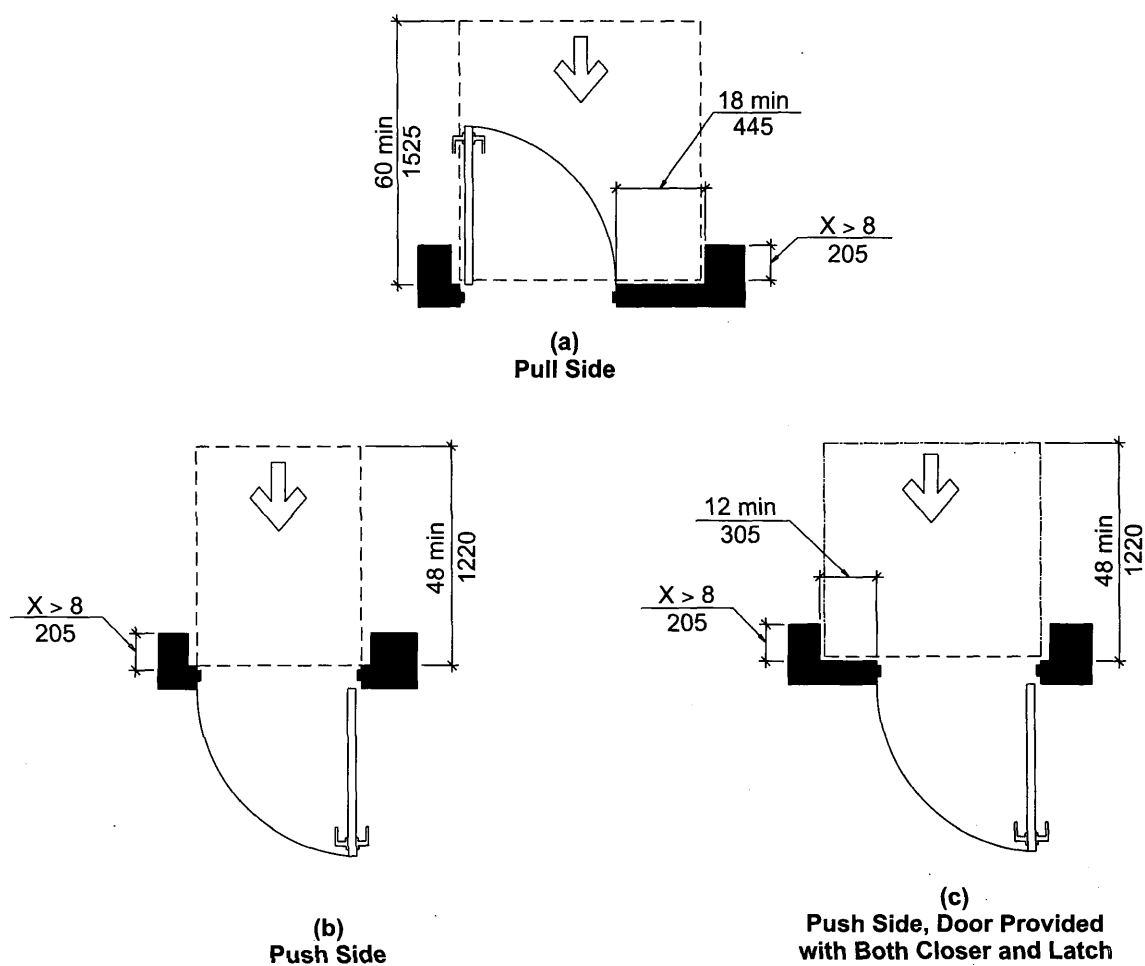 60 min
1525
18 min
445
X > 8
205
(a)
Pull Side
48 min
1220
X > 8
205
(b)
Push Side
12 min
305
X > 8
205
48 min
1220
(c)
Push Side, Door Provided
with Both Closer and Latch